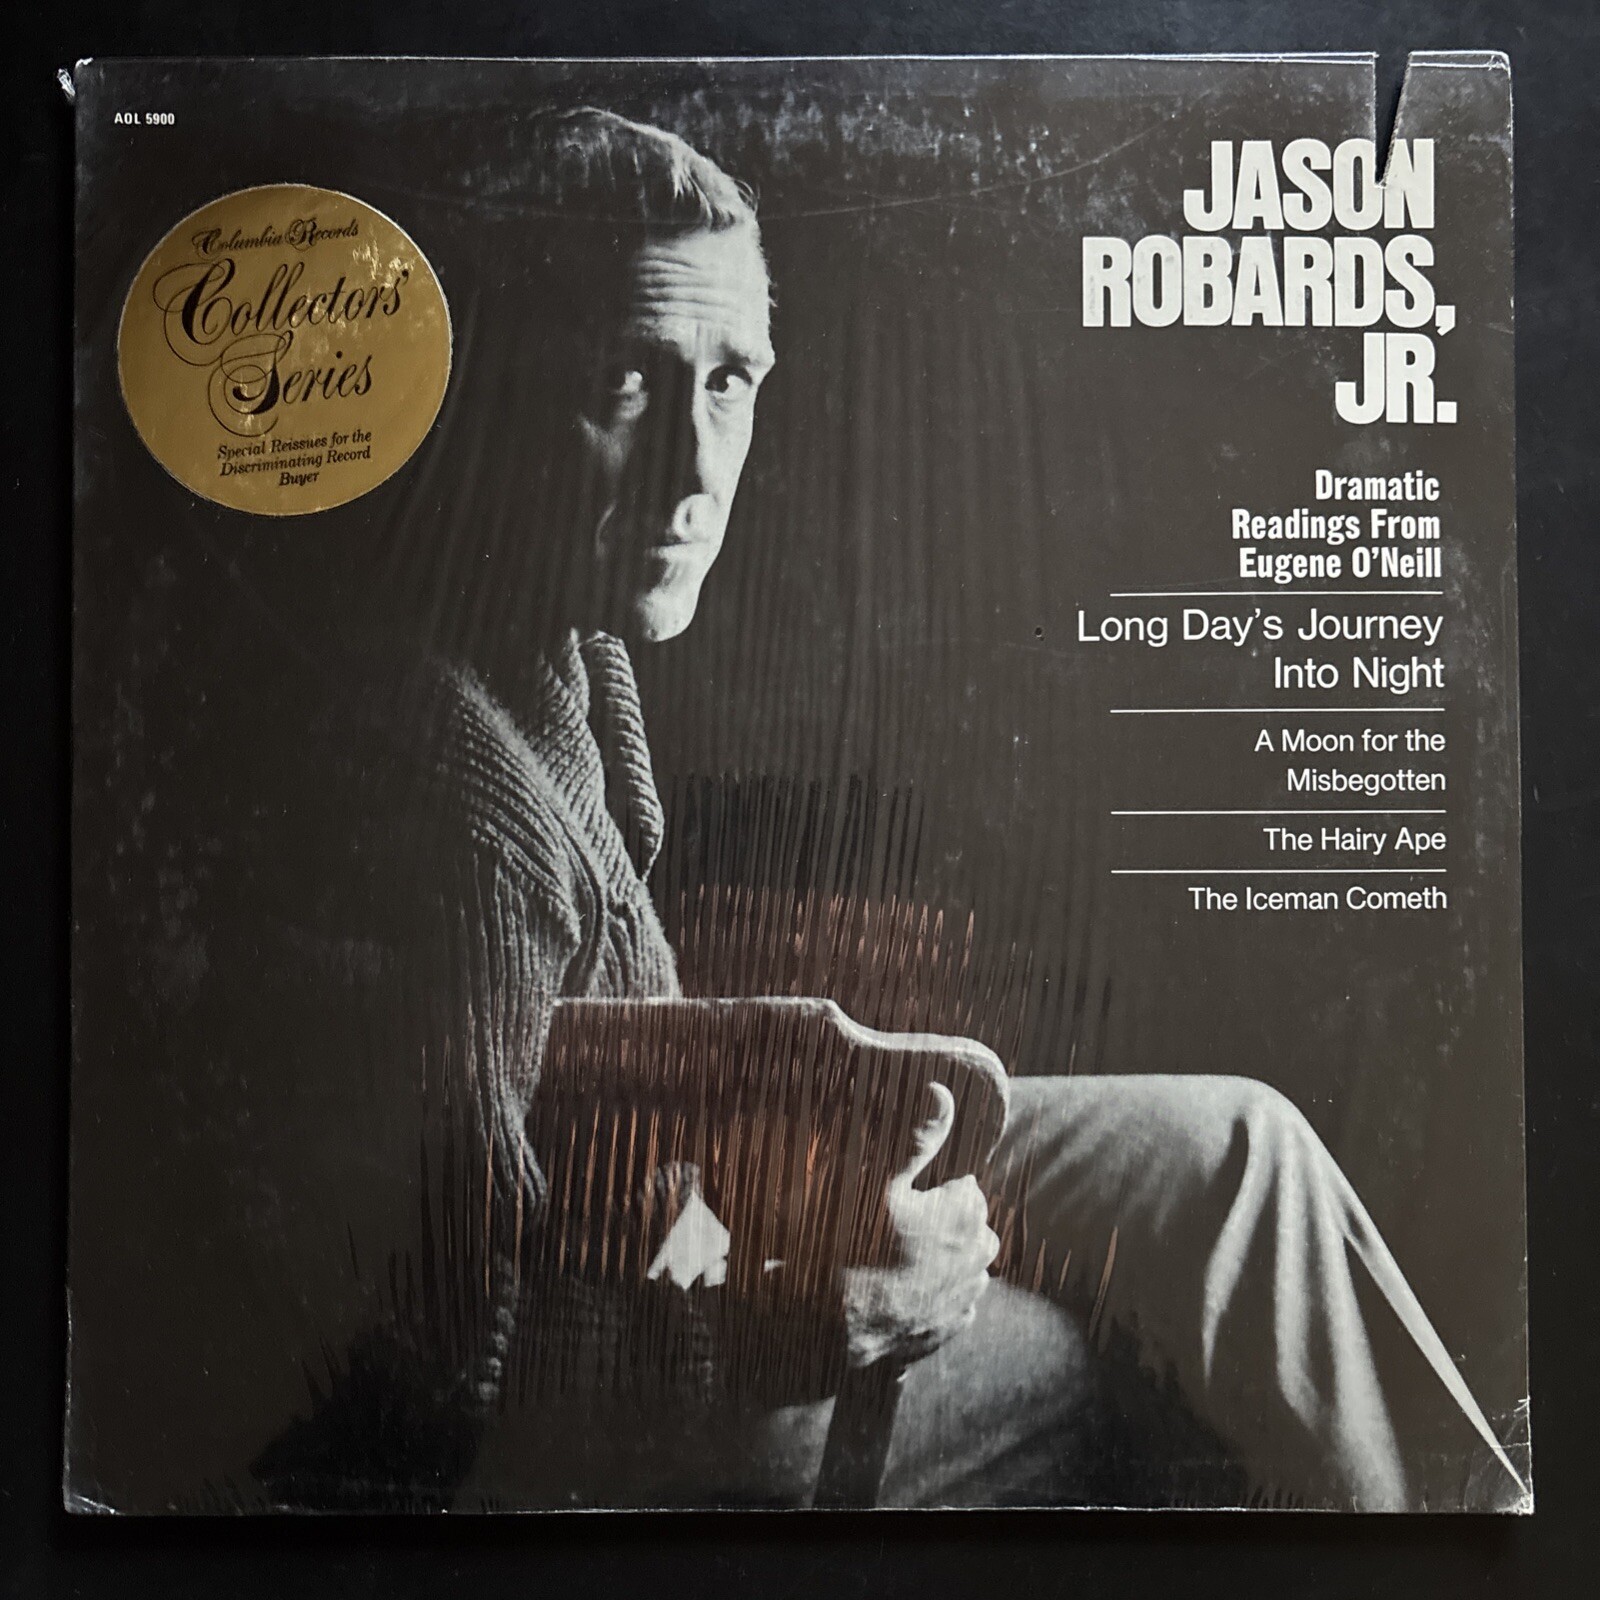 AOL 5900
Columbia Records
Collectors'
Series
Special Reissues for the
Discriminating Record
Buyer
JASON
ROBARDS,
JR.
Dramatic
Readings From
Eugene O'Neill
Long Day's Journey
Into Night
A Moon for the
Misbegotten
The Hairy Ape
The Iceman Cometh